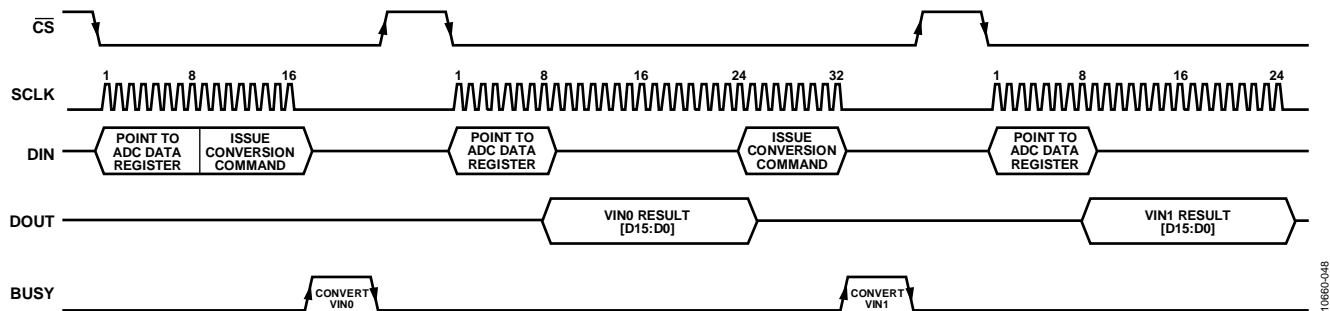 CS
SCLK
1 8 16 1 8 16 24 32 1 8 16 24
DIN
POINT TO
ADC DATA
REGISTER
ISSUE
CONVERSION
COMMAND
POINT TO
ADC DATA
REGISTER
ISSUE
CONVERSION
COMMAND
POINT TO
ADC DATA
REGISTER
DOUT
VIN0 RESULT
[D15:D0]
VIN1 RESULT
[D15:D0]
BUSY
CONVERT
VIN0
CONVERT
VIN1
10660-048